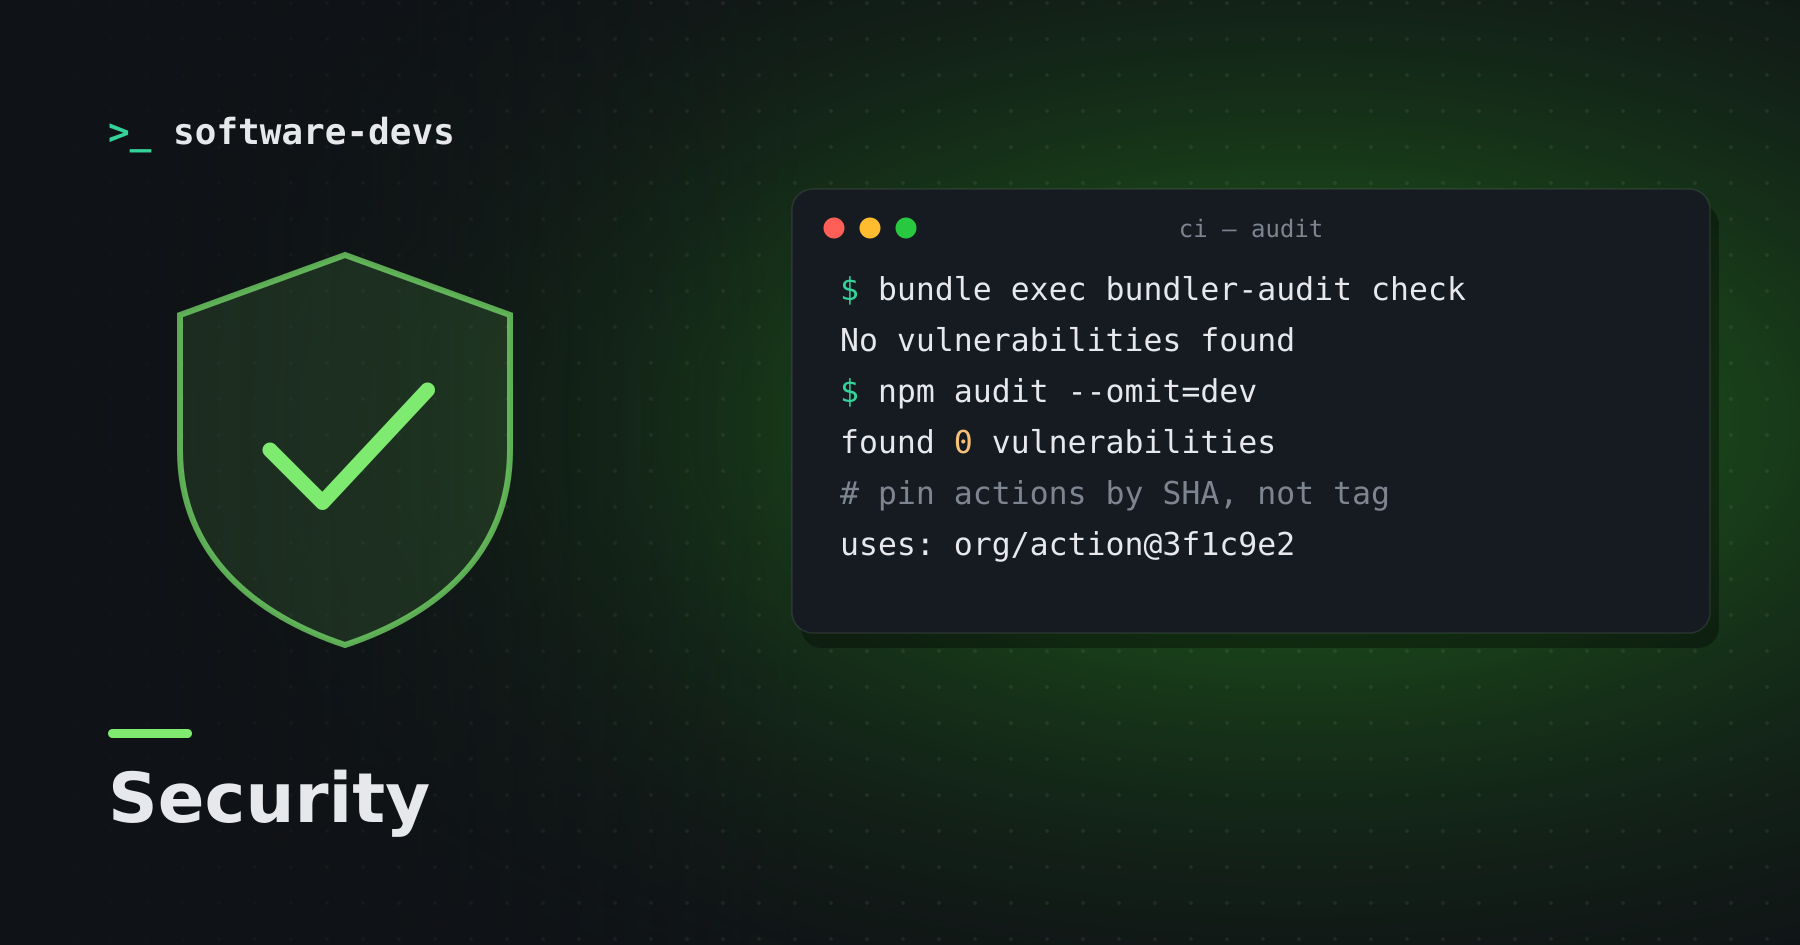 >_ software-devs
ci — audit
$ bundle exec bundler-audit check
No vulnerabilities found
$ npm audit --omit=dev
found 0 vulnerabilities
# pin actions by SHA, not tag
uses: org/action@3f1c9e2
Security